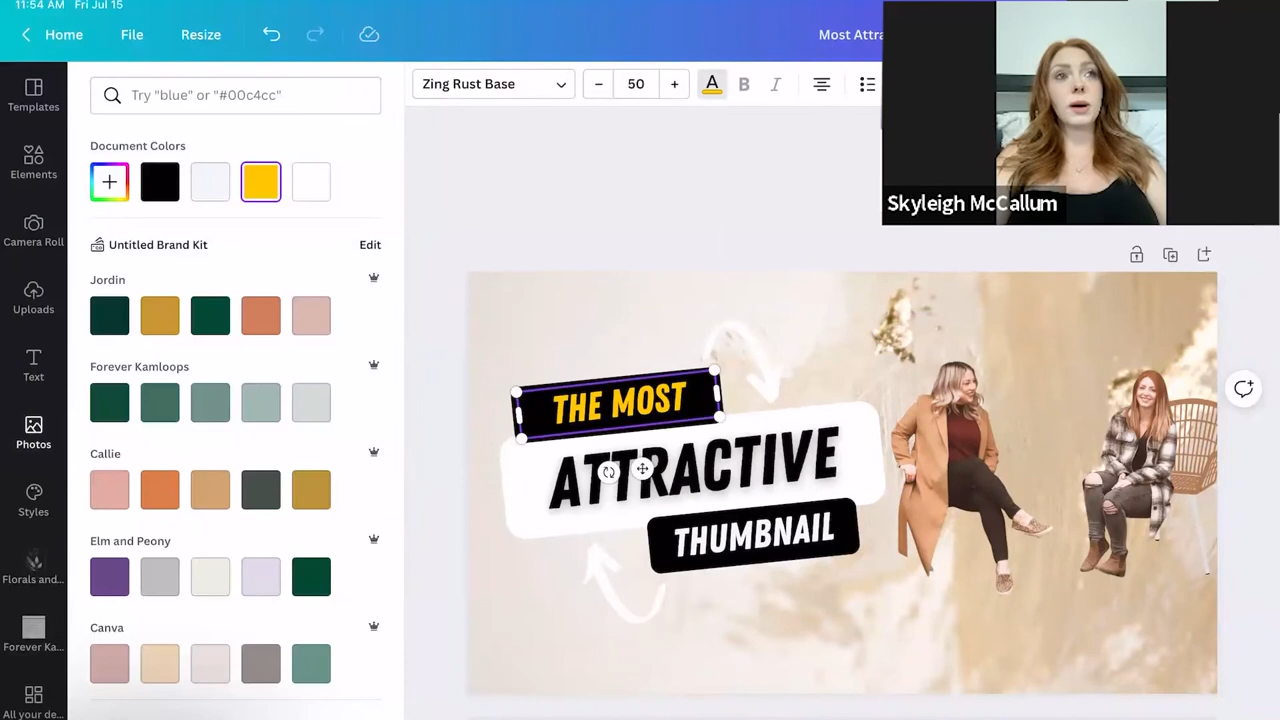 11:54 AM Fri Jul 15
Home File Resize
Most Attra
Zing Rust Base
50
A B I
Try "blue" or "#00c4cc"
Document Colors
Untitled Brand Kit
Edit
Jordin
Forever Kamloops
Callie
Elm and Peony
Canva
Templates
Elements
Camera Roll
Uploads
Text
Photos
Styles
Florals and...
Forever Ka...
All your de...
Skyleigh McCallum
THE MOST
ATTRACTIVE
THUMBNAIL